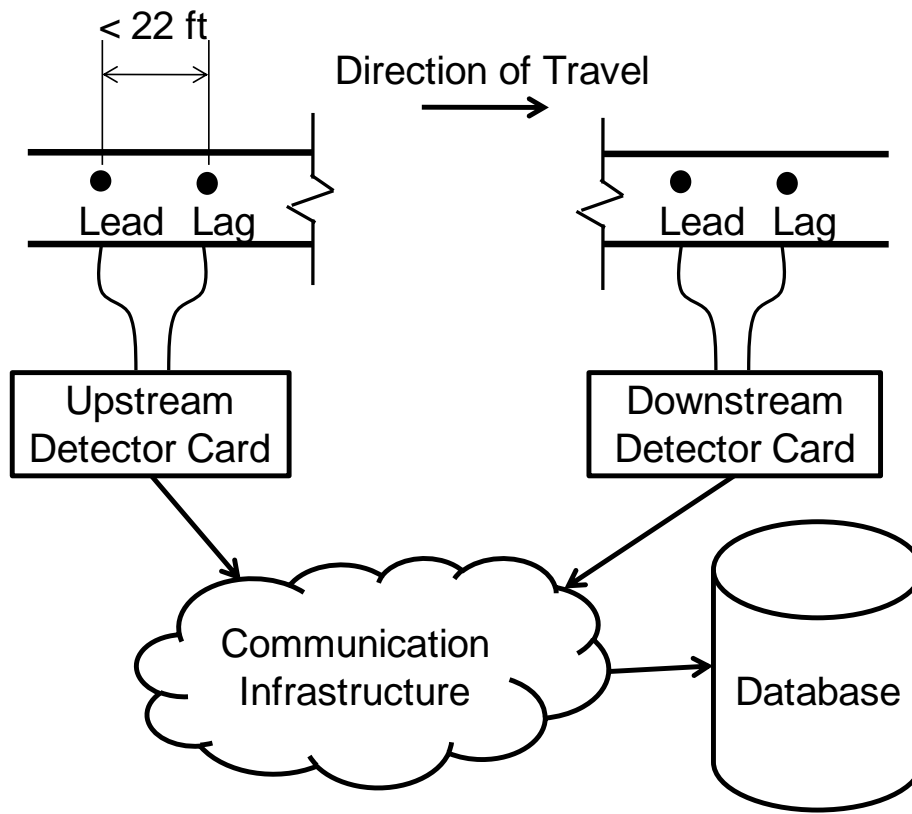 < 22 ft
Direction of Travel
Lead Lag
Lead Lag
Upstream
Detector Card
Downstream
Detector Card
Communication
Infrastructure
Database